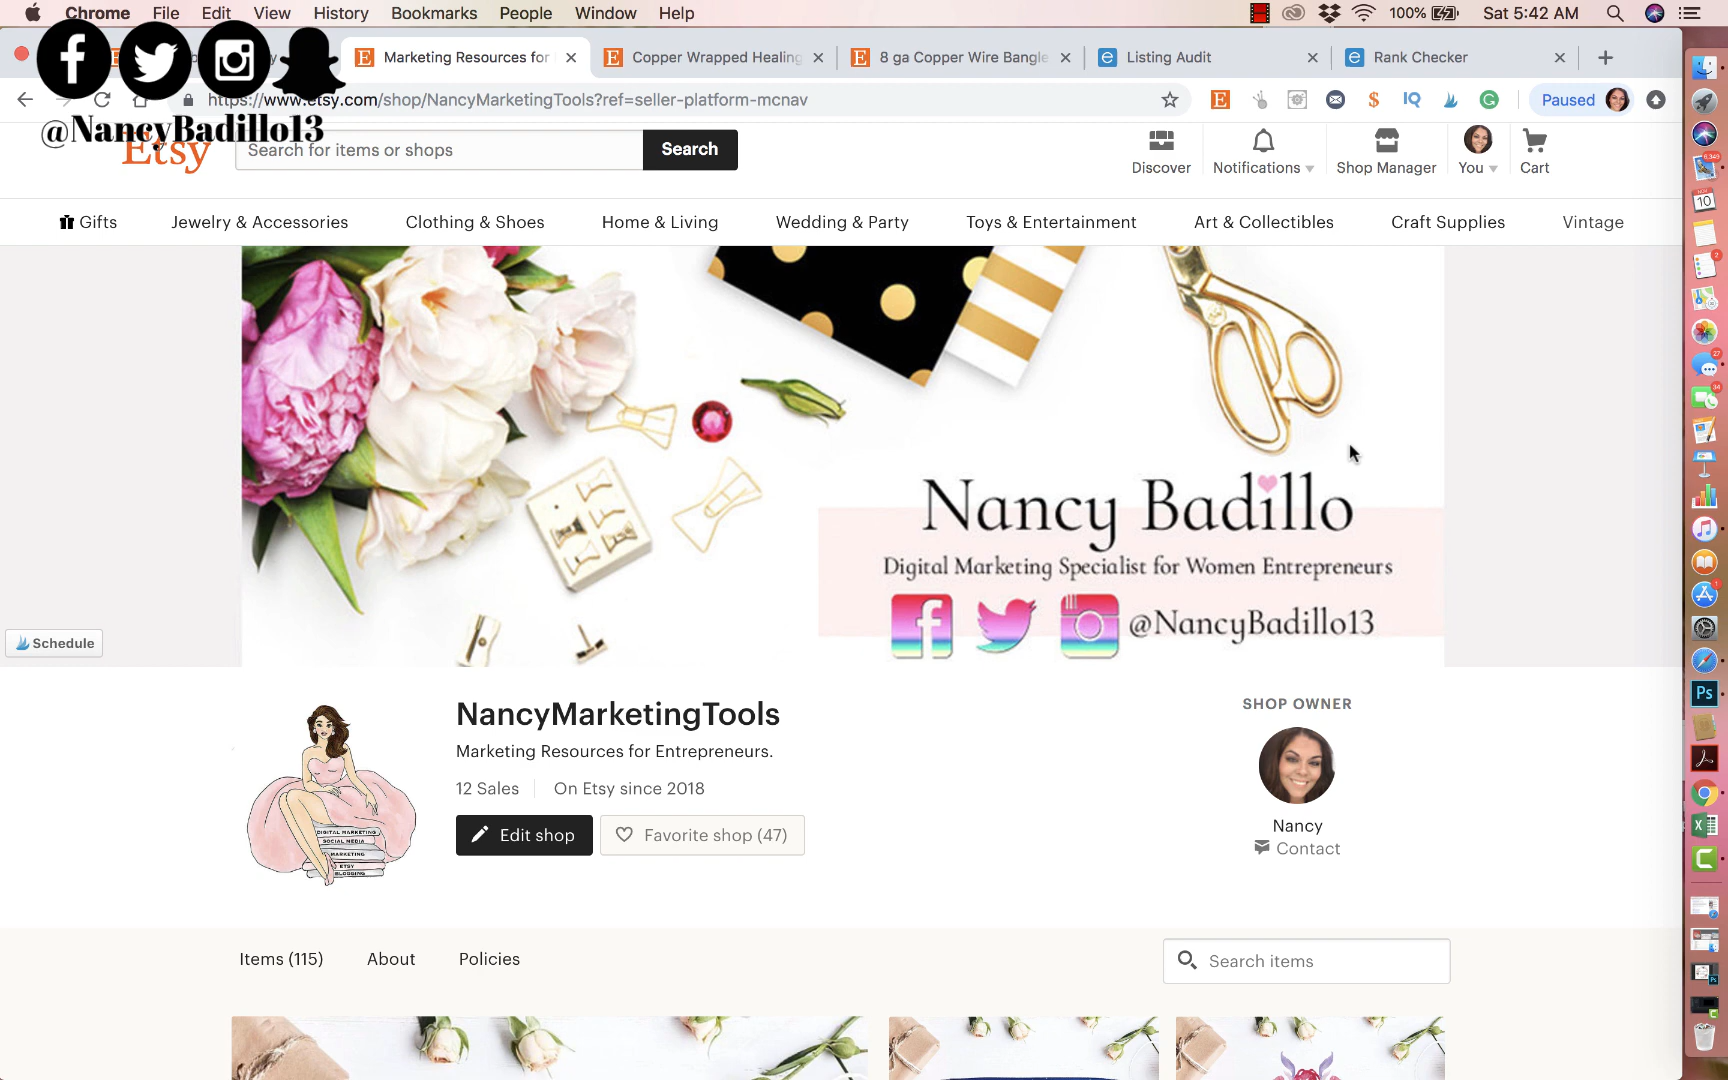 Chrome File Edit View History Bookmarks People Window Help
100% Sat 5:42 AM
Marketing Resources for
Copper Wrapped Healing
8 ga Copper Wire Bangle
Listing Audit
Rank Checker
https://www.etsy.com/shop/NancyMarketingTools?ref=seller-platform-mcnav
Paused
@NancyBadillo13
Etsy
Search for items or shops
Search
Discover
Notifications
Shop Manager
You
Cart
Gifts
Jewelry & Accessories
Clothing & Shoes
Home & Living
Wedding & Party
Toys & Entertainment
Art & Collectibles
Craft Supplies
Vintage
Nancy Badillo
Digital Marketing Specialist for Women Entrepreneurs
@NancyBadillo13
Schedule
NancyMarketingTools
Marketing Resources for Entrepreneurs.
12 Sales
On Etsy since 2018
Edit shop
Favorite shop (47)
DIGITAL MARKETING
SOCIAL MEDIA
MARKETING
ETSY
BLOGGING
SHOP OWNER
Nancy
Contact
Items (115)
About
Policies
Search items